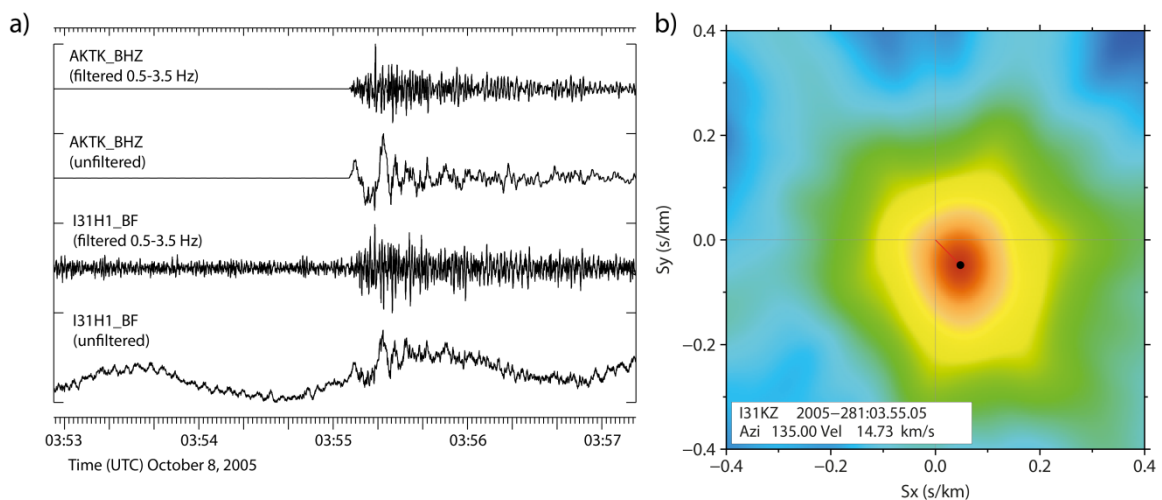 a)
AKTK_BHZ
(filtered 0.5-3.5 Hz)
AKTK_BHZ
(unfiltered)
I31H1_BF
(filtered 0.5-3.5 Hz)
I31H1_BF
(unfiltered)
03:53 03:54 03:55 03:56 03:57
Time (UTC) October 8, 2005
b)
0.4
0.2
0.0
−0.2
−0.4
Sy (s/km)
I31KZ 2005−281:03.55.05
Azi 135.00 Vel 14.73 km/s
−0.4 −0.2 0.0 0.2 0.4
Sx (s/km)